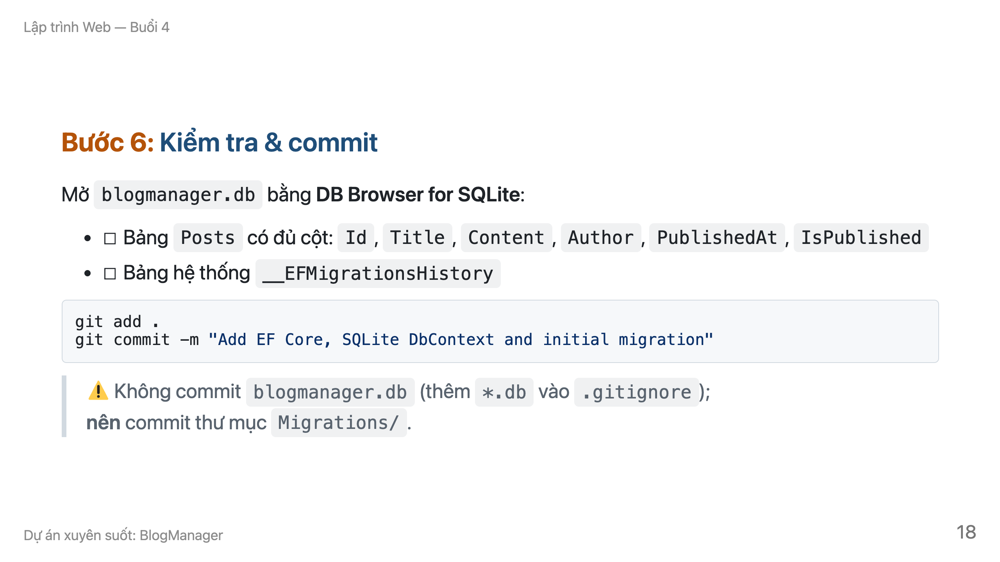 Lập trình Web — Buổi 4
Bước 6: Kiểm tra & commit
Mở blogmanager.db bằng DB Browser for SQLite:
• ☐ Bảng Posts có đủ cột: Id, Title, Content, Author, PublishedAt, IsPublished
• ☐ Bảng hệ thống __EFMigrationsHistory
git add .
git commit -m "Add EF Core, SQLite DbContext and initial migration"
⚠️ Không commit blogmanager.db (thêm *.db vào .gitignore);
nên commit thư mục Migrations/.
Dự án xuyên suốt: BlogManager
18